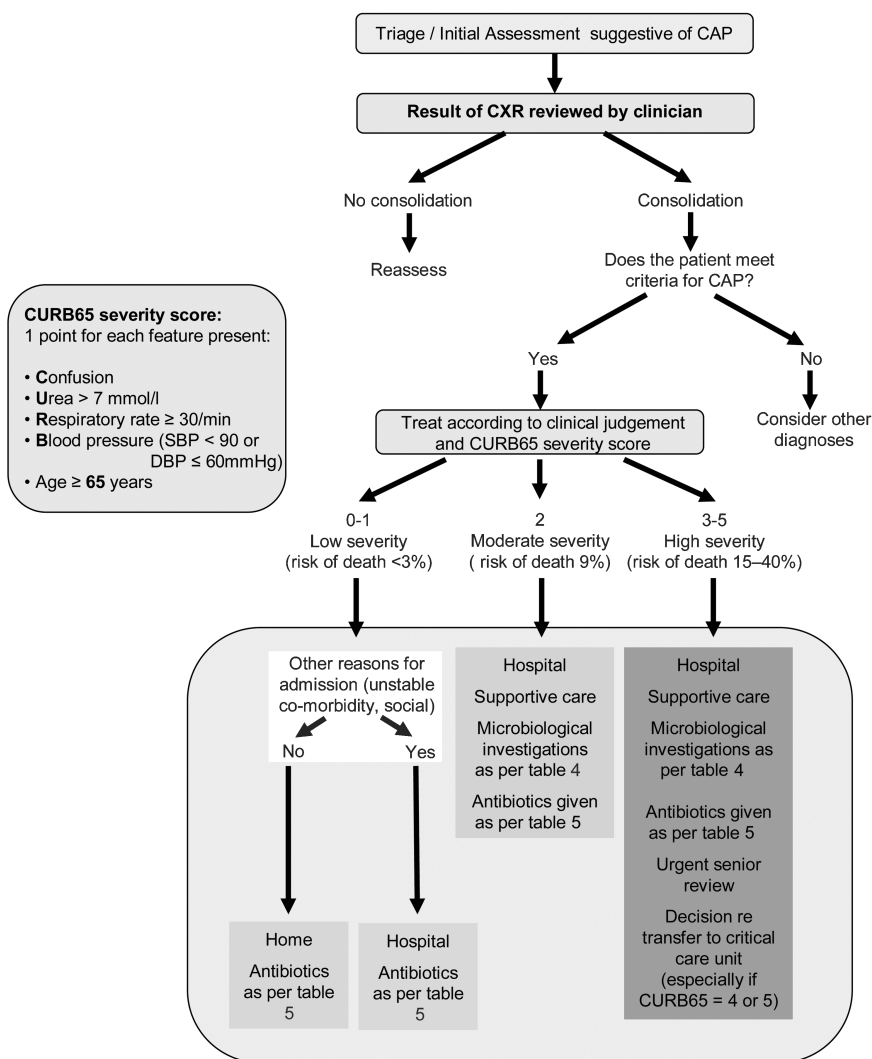 Triage / Initial Assessment suggestive of CAP
Result of CXR reviewed by clinician
No consolidation
Reassess
Consolidation
Does the patient meet
criteria for CAP?
Yes
No
Consider other
diagnoses
CURB65 severity score:
1 point for each feature present:
• Confusion
• Urea > 7 mmol/l
• Respiratory rate ≥ 30/min
• Blood pressure (SBP < 90 or
DBP ≤ 60mmHg)
• Age ≥ 65 years
Treat according to clinical judgement
and CURB65 severity score
0-1
Low severity
(risk of death <3%)
2
Moderate severity
( risk of death 9%)
3-5
High severity
(risk of death 15–40%)
Other reasons for
admission (unstable
co-morbidity, social)
No
Yes
Home
Antibiotics
as per table
5
Hospital
Antibiotics
as per table
5
Hospital
Supportive care
Microbiological
investigations
as per table 4
Antibiotics given
as per table 5
Hospital
Supportive care
Microbiological
investigations as
per table 4
Antibiotics given
as per table 5
Urgent senior
review
Decision re
transfer to critical
care unit
(especially if
CURB65 = 4 or 5)